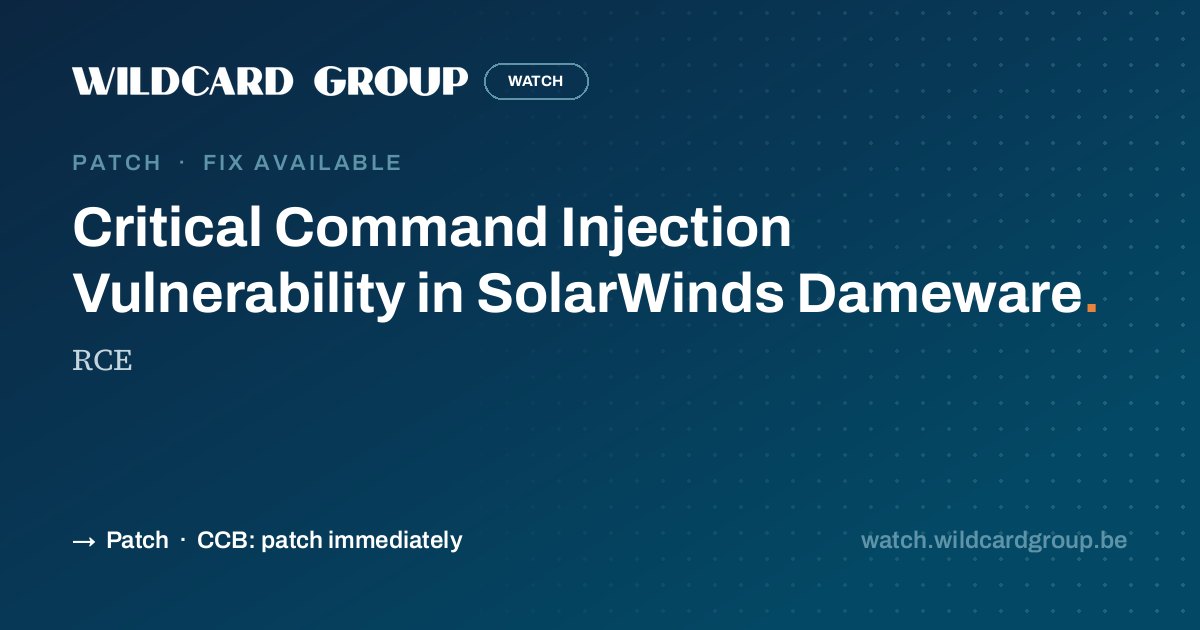 WILDCARD GROUP WATCH
PATCH · FIX AVAILABLE
Critical Command Injection
Vulnerability in SolarWinds Dameware.
RCE
→ Patch · CCB: patch immediately
watch.wildcardgroup.be